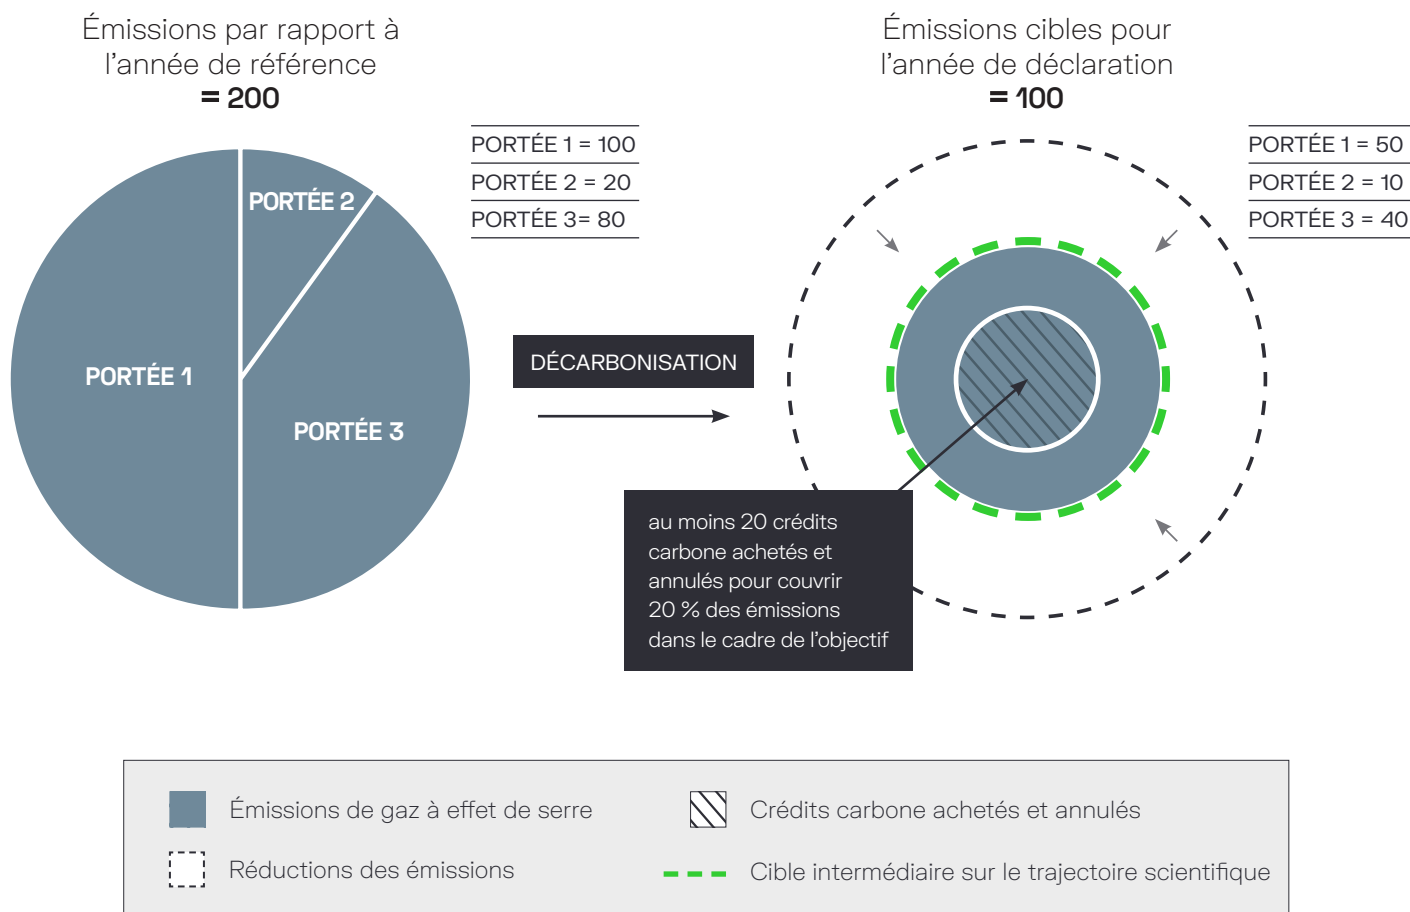 Émissions par rapport à
l’année de référence
= 200
PORTÉE 1 = 100
PORTÉE 2 = 20
PORTÉE 3= 80
PORTÉE 1
PORTÉE 2
PORTÉE 3
DÉCARBONISATION
Émissions cibles pour
l’année de déclaration
= 100
PORTÉE 1 = 50
PORTÉE 2 = 10
PORTÉE 3 = 40
au moins 20 crédits
carbone achetés et
annulés pour couvrir
20 % des émissions
dans le cadre de l’objectif
Émissions de gaz à effet de serre
Crédits carbone achetés et annulés
Réductions des émissions
Cible intermédiaire sur le trajectoire scientifique